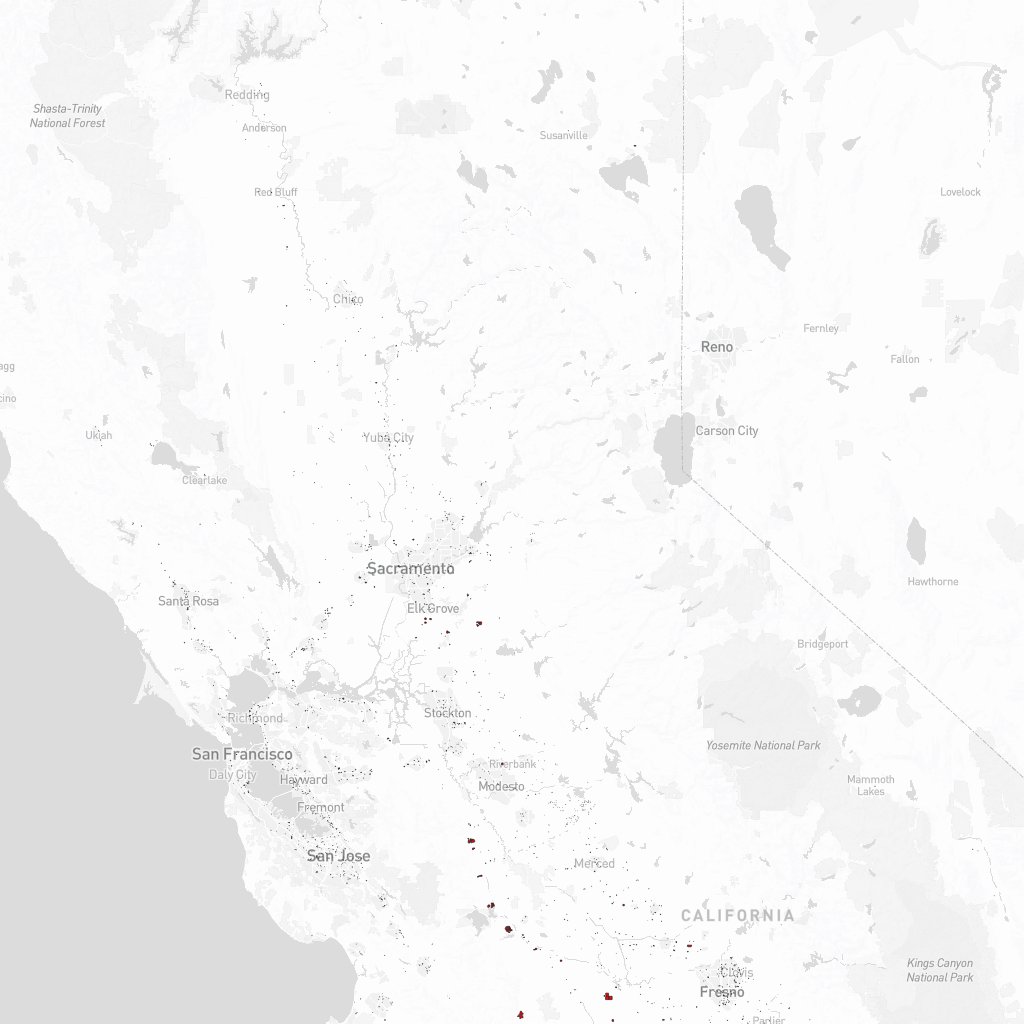 Redding
Shasta-Trinity
National Forest
Anderson
Susanville
Red Bluff
Lovelock
Chico
Fernley
Reno
Fallon
agg
cino
Ukiah
Yuba City
Carson City
Clearlake
Sacramento
Hawthorne
Santa Rosa
Elk Grove
Bridgeport
Stockton
Richmond
Yosemite National Park
San Francisco
Riverbank
Daly City
Hayward
Modesto
Mammoth
Lakes
Fremont
San Jose
Merced
CALIFORNIA
Kings Canyon
National Park
Clovis
Fresno
Parlier